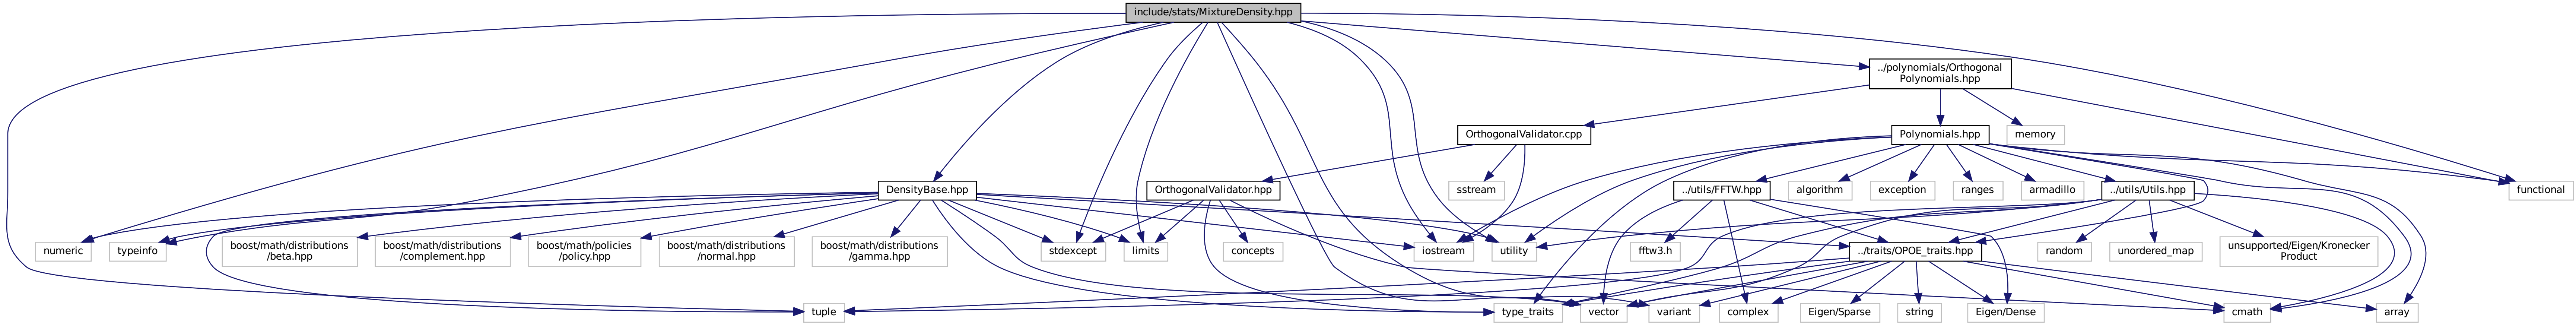 include/stats/MixtureDensity.hpp
../polynomials/Orthogonal
Polynomials.hpp
OrthogonalValidator.cpp
Polynomials.hpp
memory
DensityBase.hpp
OrthogonalValidator.hpp
sstream
../utils/FFTW.hpp
algorithm
exception
ranges
armadillo
../utils/Utils.hpp
functional
numeric
typeinfo
boost/math/distributions
/beta.hpp
boost/math/distributions
/complement.hpp
boost/math/policies
/policy.hpp
boost/math/distributions
/normal.hpp
boost/math/distributions
/gamma.hpp
stdexcept
limits
concepts
iostream
utility
fftw3.h
../traits/OPOE_traits.hpp
random
unordered_map
unsupported/Eigen/Kronecker
Product
tuple
type_traits
vector
variant
complex
Eigen/Sparse
string
Eigen/Dense
cmath
array